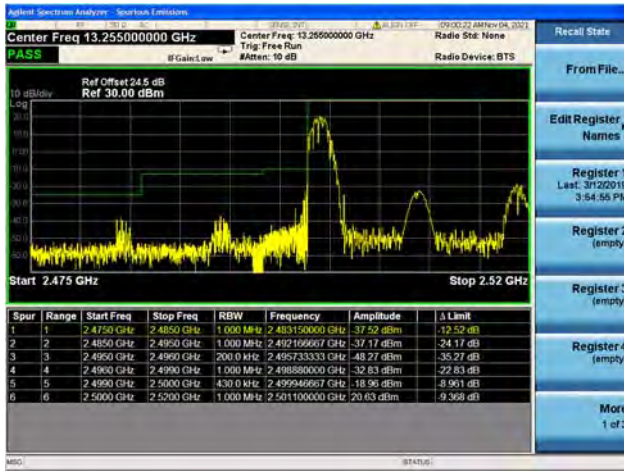 Agilent Spectrum Analyzer - Spurious Emissions
09:00:22 AM Nov 04, 2021
Center Freq 13.255000000 GHz
Center Freq: 13.255000000 GHz
Radio Std: None
Trig: Free Run
PASS
IFGain:Low
#Atten: 10 dB
Radio Device: BTS
Ref Offset 24.5 dB
10 dB/div
Ref 30.00 dBm
Log
Start 2.475 GHz
Stop 2.52 GHz
Spur Range Start Freq Stop Freq RBW Frequency Amplitude Δ Limit
1 1 2.4750 GHz 2.4850 GHz 1.000 MHz 2.483150000 GHz -37.52 dBm -12.52 dB
2 2 2.4850 GHz 2.4950 GHz 1.000 MHz 2.492166667 GHz -37.17 dBm -24.17 dB
3 3 2.4950 GHz 2.4960 GHz 200.0 kHz 2.495733333 GHz -48.27 dBm -35.27 dB
4 4 2.4960 GHz 2.4990 GHz 1.000 MHz 2.498880000 GHz -32.83 dBm -22.83 dB
5 5 2.4990 GHz 2.5000 GHz 430.0 kHz 2.499946667 GHz -18.96 dBm -8.961 dB
6 6 2.5000 GHz 2.5200 GHz 1.000 MHz 2.501100000 GHz 20.63 dBm -9.368 dB
MSG
STATUS
Recall State
From File...
Edit Register
Names
Register 1
Last: 3/12/2019
3:54:55 PM
Register 2
(empty
Register 3
(empty
Register 4
(empty
More
1 of